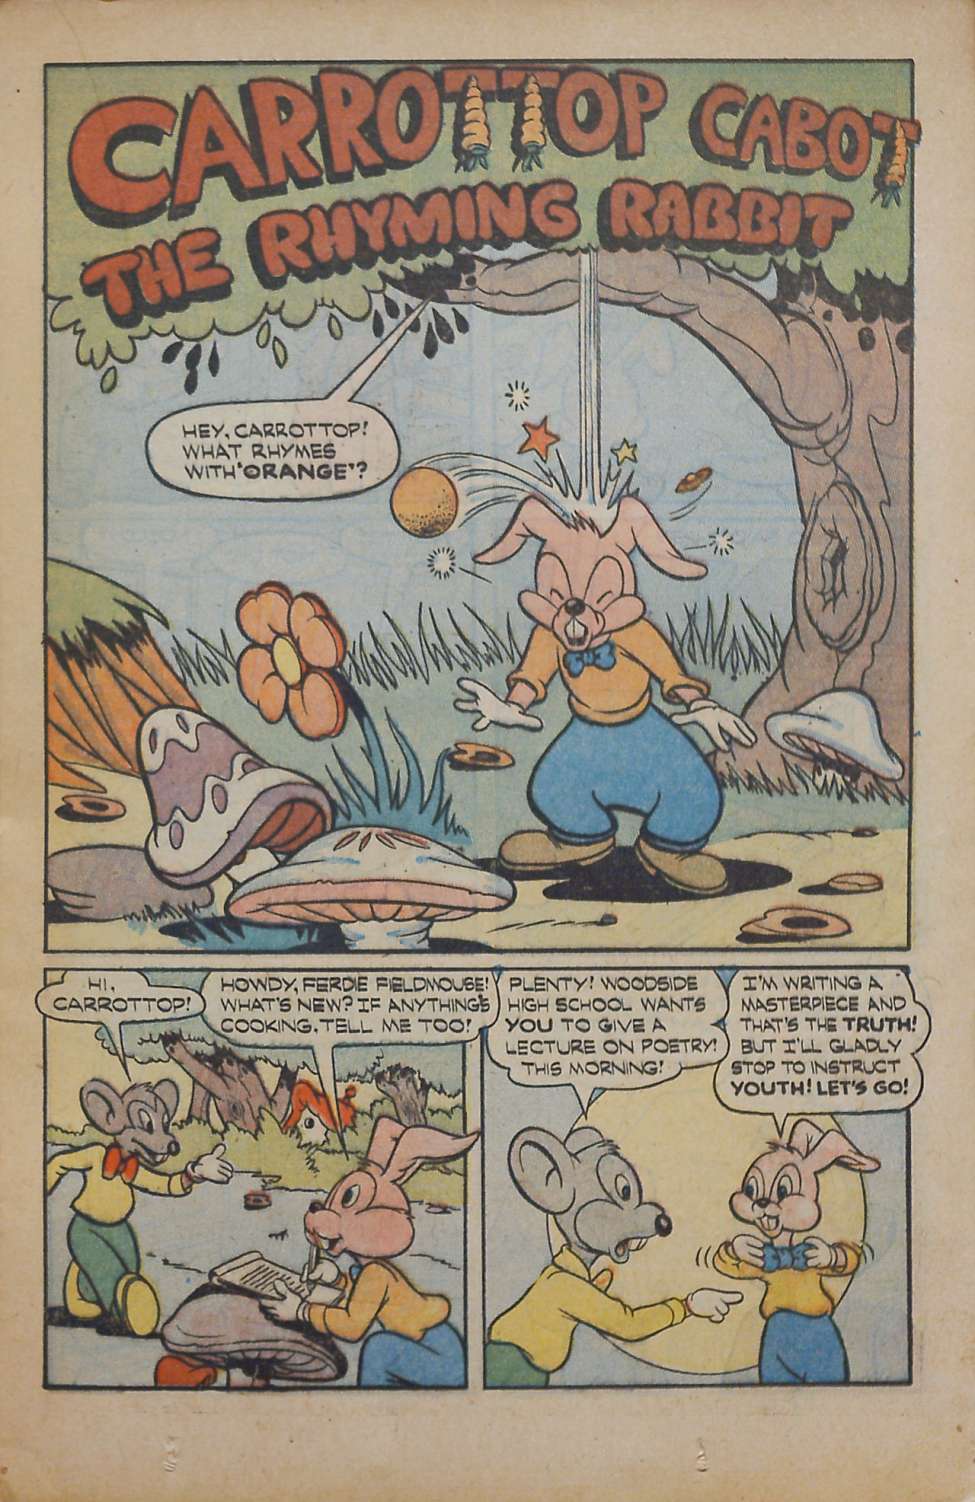 CARROTTOP CABOT
THE RHYMING RABBIT
HEY, CARROTTOP!
WHAT RHYMES
WITH 'ORANGE'?
HI,
CARROTTOP!
HOWDY, FERDIE FIELDMOUSE!
WHAT'S NEW? IF ANYTHING'S
COOKING, TELL ME TOO!
PLENTY! WOODSIDE
HIGH SCHOOL WANTS
YOU TO GIVE A
LECTURE ON POETRY!
THIS MORNING!
I'M WRITING A
MASTERPIECE AND
THAT'S THE TRUTH!
BUT I'LL GLADLY
STOP TO INSTRUCT
YOUTH! LET'S GO!